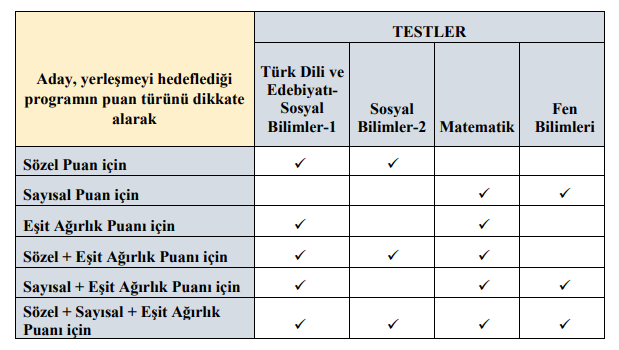 Aday, yerleşmeyi hedeflediği
programın puan türünü dikkate
alarak
TESTLER
Türk Dili ve
Edebiyatı-
Sosyal
Bilimler-1
Sosyal
Bilimler-2
Matematik
Fen
Bilimleri
Sözel Puan için ✓ ✓
Sayısal Puan için ✓ ✓
Eşit Ağırlık Puanı için ✓ ✓
Sözel + Eşit Ağırlık Puanı için ✓ ✓ ✓
Sayısal + Eşit Ağırlık Puanı için ✓ ✓ ✓
Sözel + Sayısal + Eşit Ağırlık
Puanı için ✓ ✓ ✓ ✓